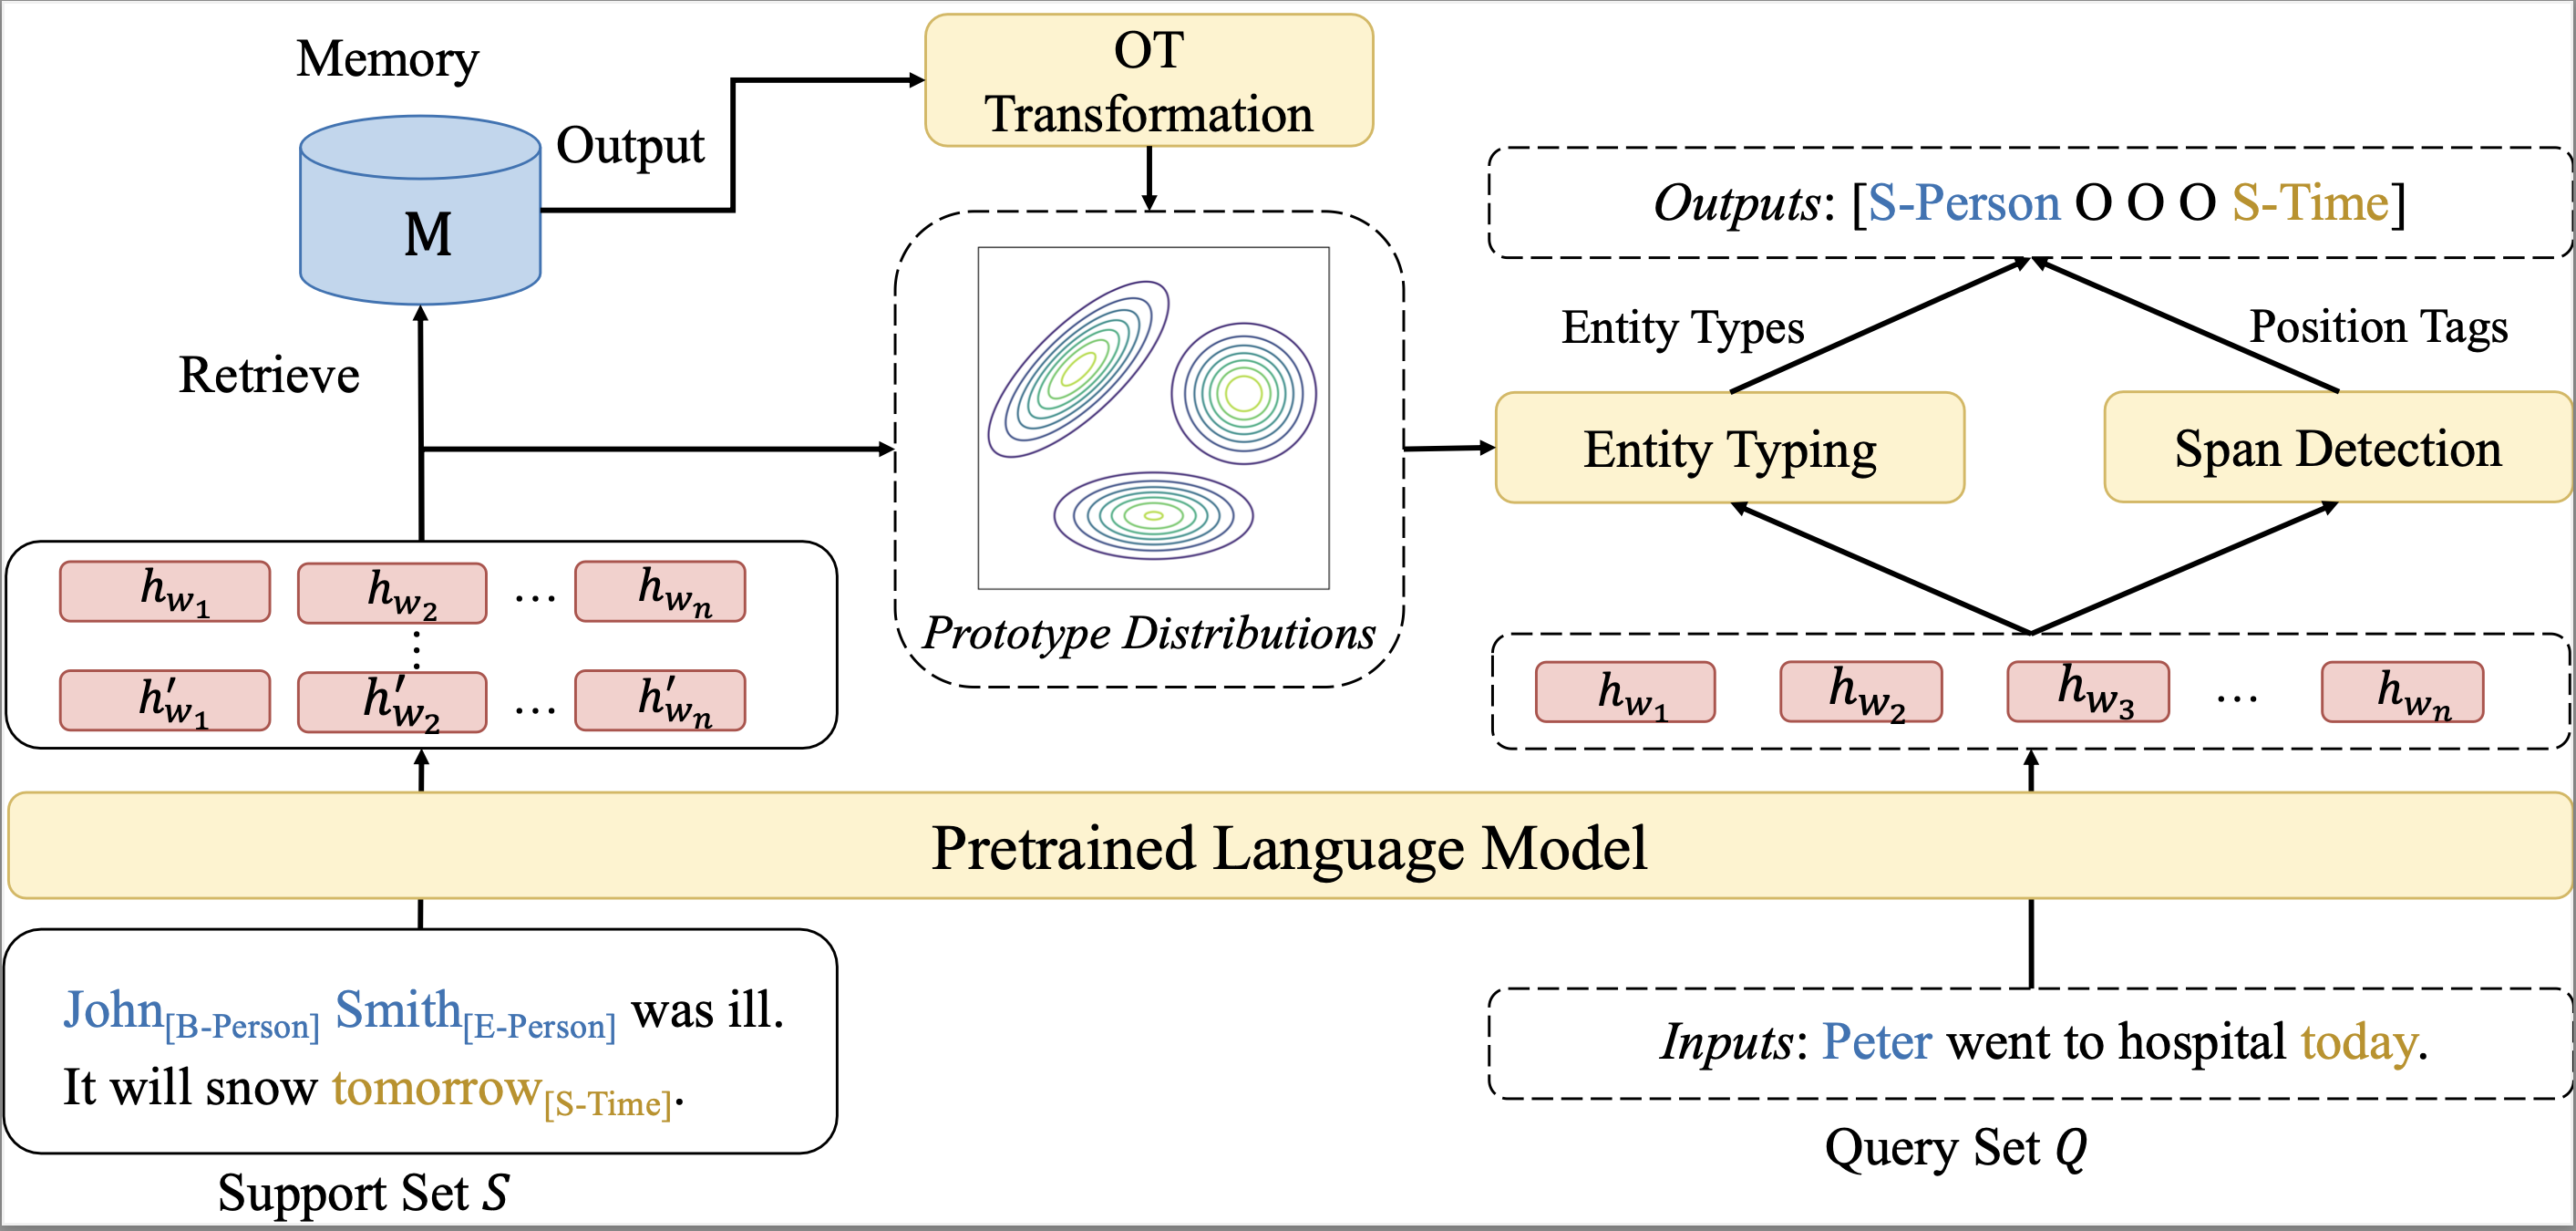 Memory
M
Output
OT
Transformation
Retrieve
Outputs: [S-Person O O O S-Time]
Entity Types
Position Tags
Entity Typing
Span Detection
Prototype Distributions
h_{w_1} h_{w_2} … h_{w_n}
⋮
h'_{w_1} h'_{w_2} … h'_{w_n}
h_{w_1} h_{w_2} h_{w_3} … h_{w_n}
Pretrained Language Model
John[B-Person] Smith[E-Person] was ill.
It will snow tomorrow[S-Time].
Support Set S
Inputs: Peter went to hospital today.
Query Set Q